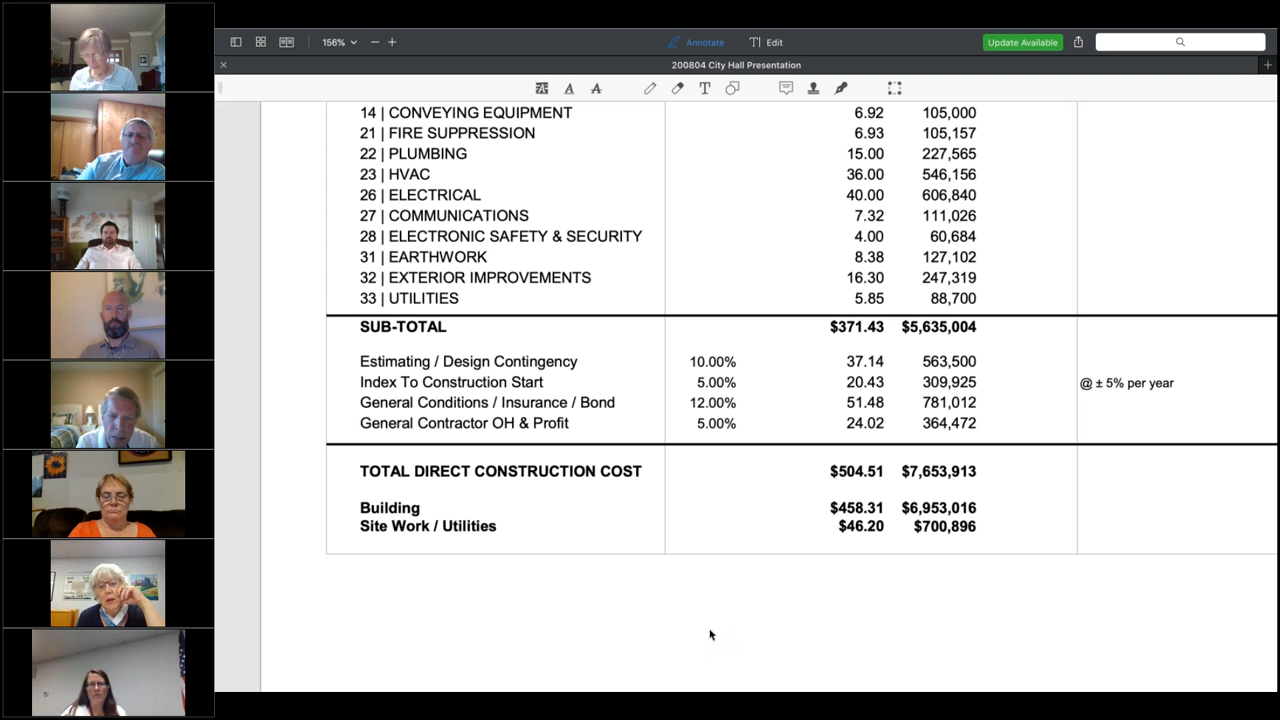 156%
Annotate
Edit
Update Available
200804 City Hall Presentation
14 | CONVEYING EQUIPMENT 6.92 105,000
21 | FIRE SUPPRESSION 6.93 105,157
22 | PLUMBING 15.00 227,565
23 | HVAC 36.00 546,156
26 | ELECTRICAL 40.00 606,840
27 | COMMUNICATIONS 7.32 111,026
28 | ELECTRONIC SAFETY & SECURITY 4.00 60,684
31 | EARTHWORK 8.38 127,102
32 | EXTERIOR IMPROVEMENTS 16.30 247,319
33 | UTILITIES 5.85 88,700
SUB-TOTAL $371.43 $5,635,004
Estimating / Design Contingency 10.00% 37.14 563,500
Index To Construction Start 5.00% 20.43 309,925 @ ± 5% per year
General Conditions / Insurance / Bond 12.00% 51.48 781,012
General Contractor OH & Profit 5.00% 24.02 364,472
TOTAL DIRECT CONSTRUCTION COST $504.51 $7,653,913
Building $458.31 $6,953,016
Site Work / Utilities $46.20 $700,896